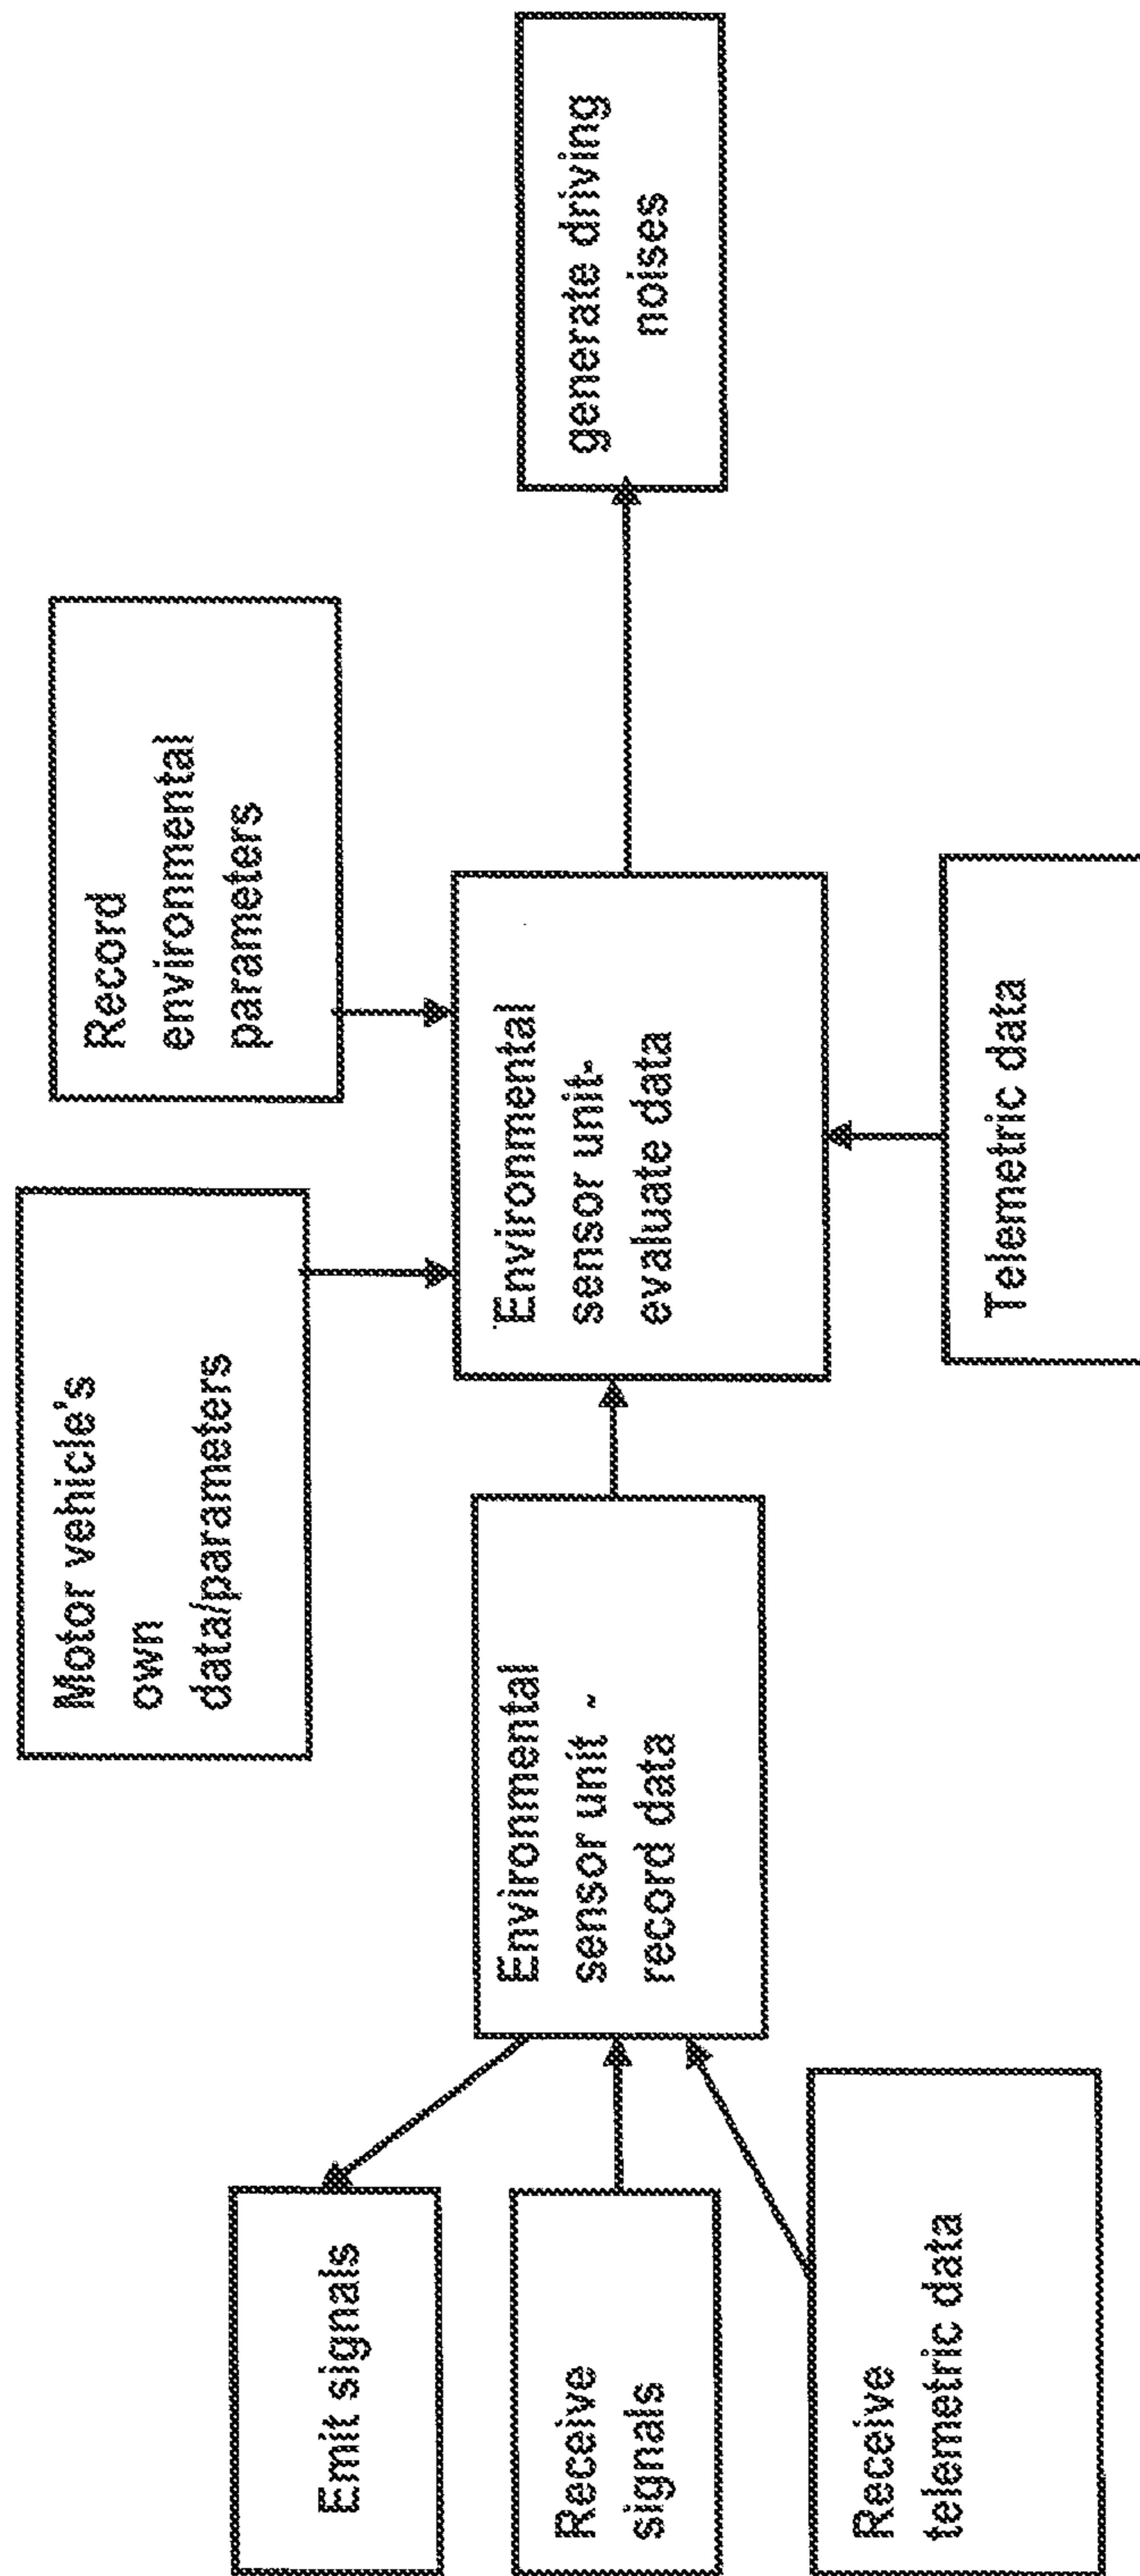 Emit signals
Receive
signals
Receive
telemetric data
Environmental
sensor unit -
record data
Motor vehicle's
own
data/parameters
Record
environmental
parameters
Environmental
sensor unit-
evaluate data
Telemetric data
generate driving
noises